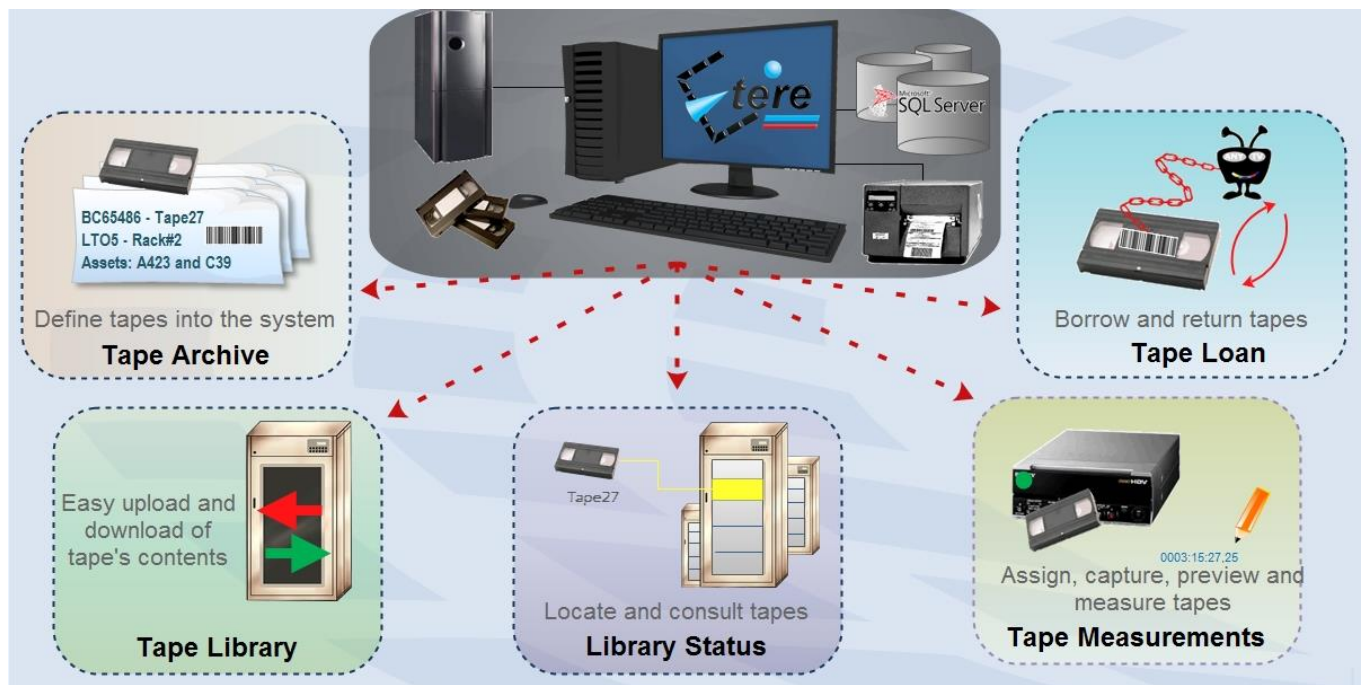 Etere
Microsoft
SQL Server
BC65486 - Tape27
LTO5 - Rack#2
Assets: A423 and C39
Define tapes into the system
Tape Archive
Borrow and return tapes
Tape Loan
Easy upload and
download of
tape's contents
Tape Library
Tape27
Locate and consult tapes
Library Status
HDV
0003:15:27,25
Assign, capture, preview and
measure tapes
Tape Measurements